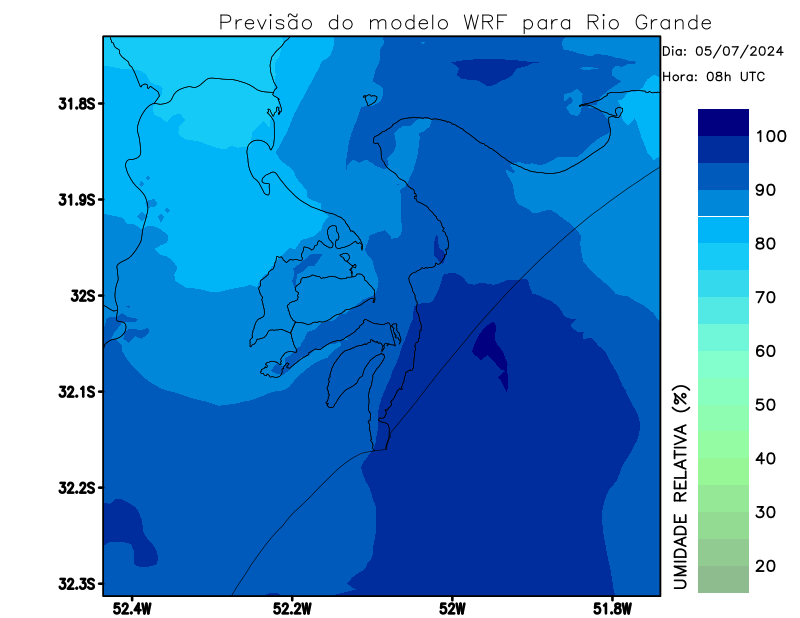 Previsão do modelo WRF para Rio Grande
Dia: 05/07/2024
Hora: 08h UTC
31.8S
31.9S
32S
32.1S
32.2S
32.3S
52.4W
52.2W
52W
51.8W
100
90
80
70
60
50
40
30
20
UMIDADE RELATIVA (%)